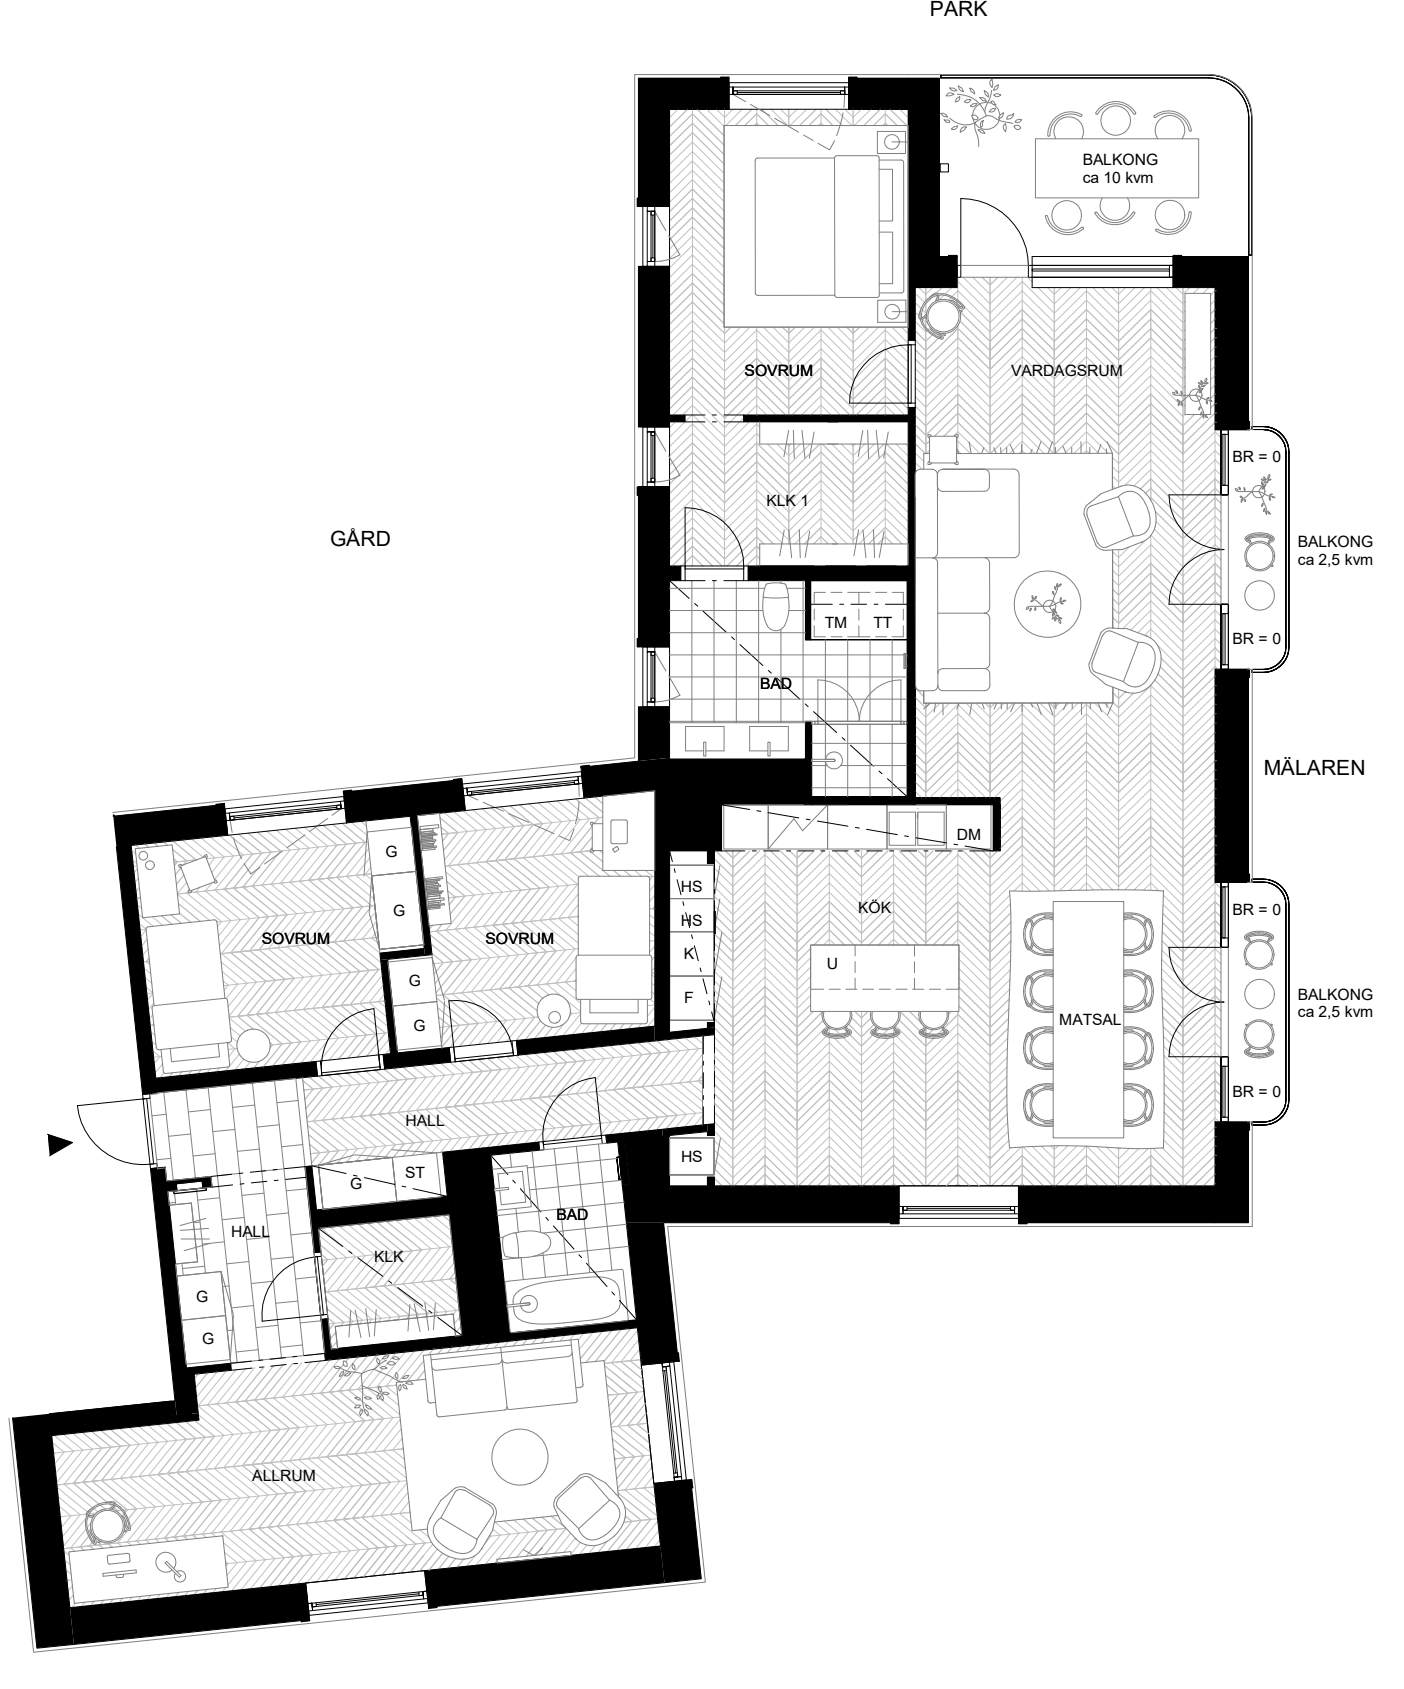 PARK
BALKONG
ca 10 kvm
SOVRUM
VARDAGSRUM
BR = 0
KLK 1
GÅRD
BALKONG
ca 2,5 kvm
TM
TT
BR = 0
BAD
MÄLAREN
DM
G
HS
G
KÖK
BR = 0
HS
SOVRUM
SOVRUM
K
U
G
F
BALKONG
ca 2,5 kvm
G
MATSAL
BR = 0
HALL
HS
ST
G
BAD
HALL
KLK
G
G
ALLRUM